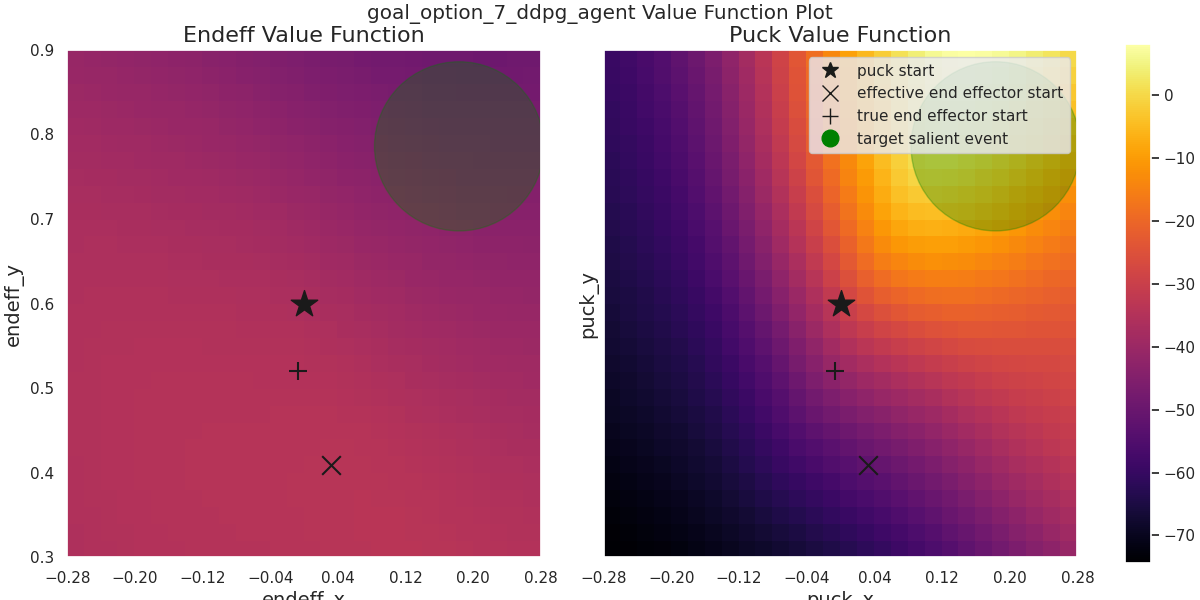 goal_option_7_ddpg_agent Value Function Plot
Endeff Value Function
Puck Value Function
0.9
0.8
0.7
0.6
0.5
0.4
0.3
endeff_y
−0.28 −0.20 −0.12 −0.04 0.04 0.12 0.20 0.28
endeff_x
puck_y
puck start
effective end effector start
true end effector start
target salient event
−0.28 −0.20 −0.12 −0.04 0.04 0.12 0.20 0.28
puck_x
0
−10
−20
−30
−40
−50
−60
−70